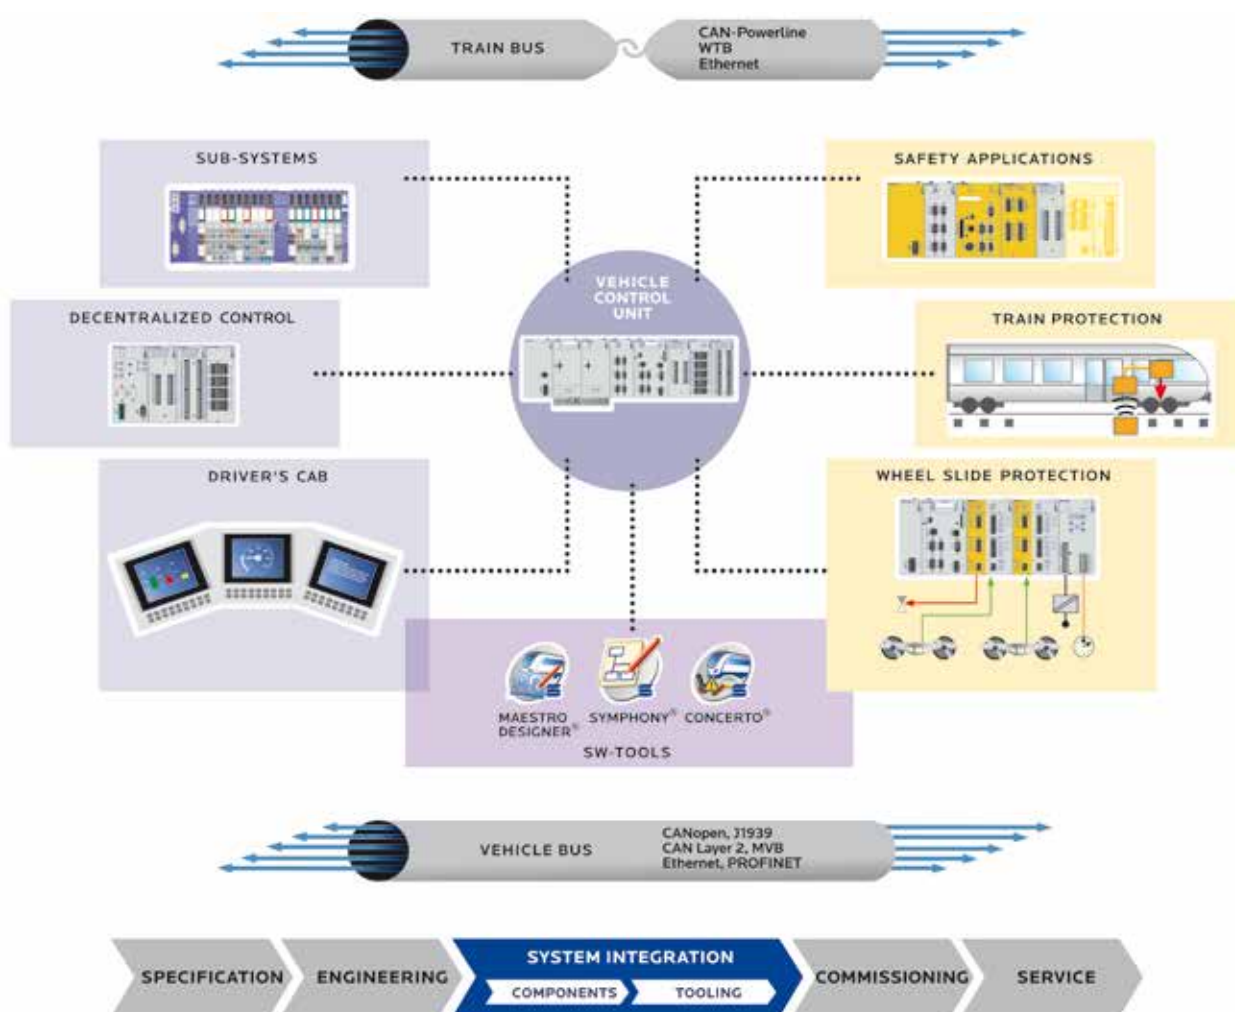 TRAIN BUS
CAN-Powerline
WTB
Ethernet
SUB-SYSTEMS
SAFETY APPLICATIONS
VEHICLE
CONTROL
UNIT
DECENTRALIZED CONTROL
TRAIN PROTECTION
DRIVER'S CAB
WHEEL SLIDE PROTECTION
MAESTRO
DESIGNER®
SYMPHONY®
CONCERTO®
SW-TOOLS
VEHICLE BUS
CANopen, J1939
CAN Layer 2, MVB
Ethernet, PROFINET
SPECIFICATION
ENGINEERING
SYSTEM INTEGRATION
COMPONENTS
TOOLING
COMMISSIONING
SERVICE